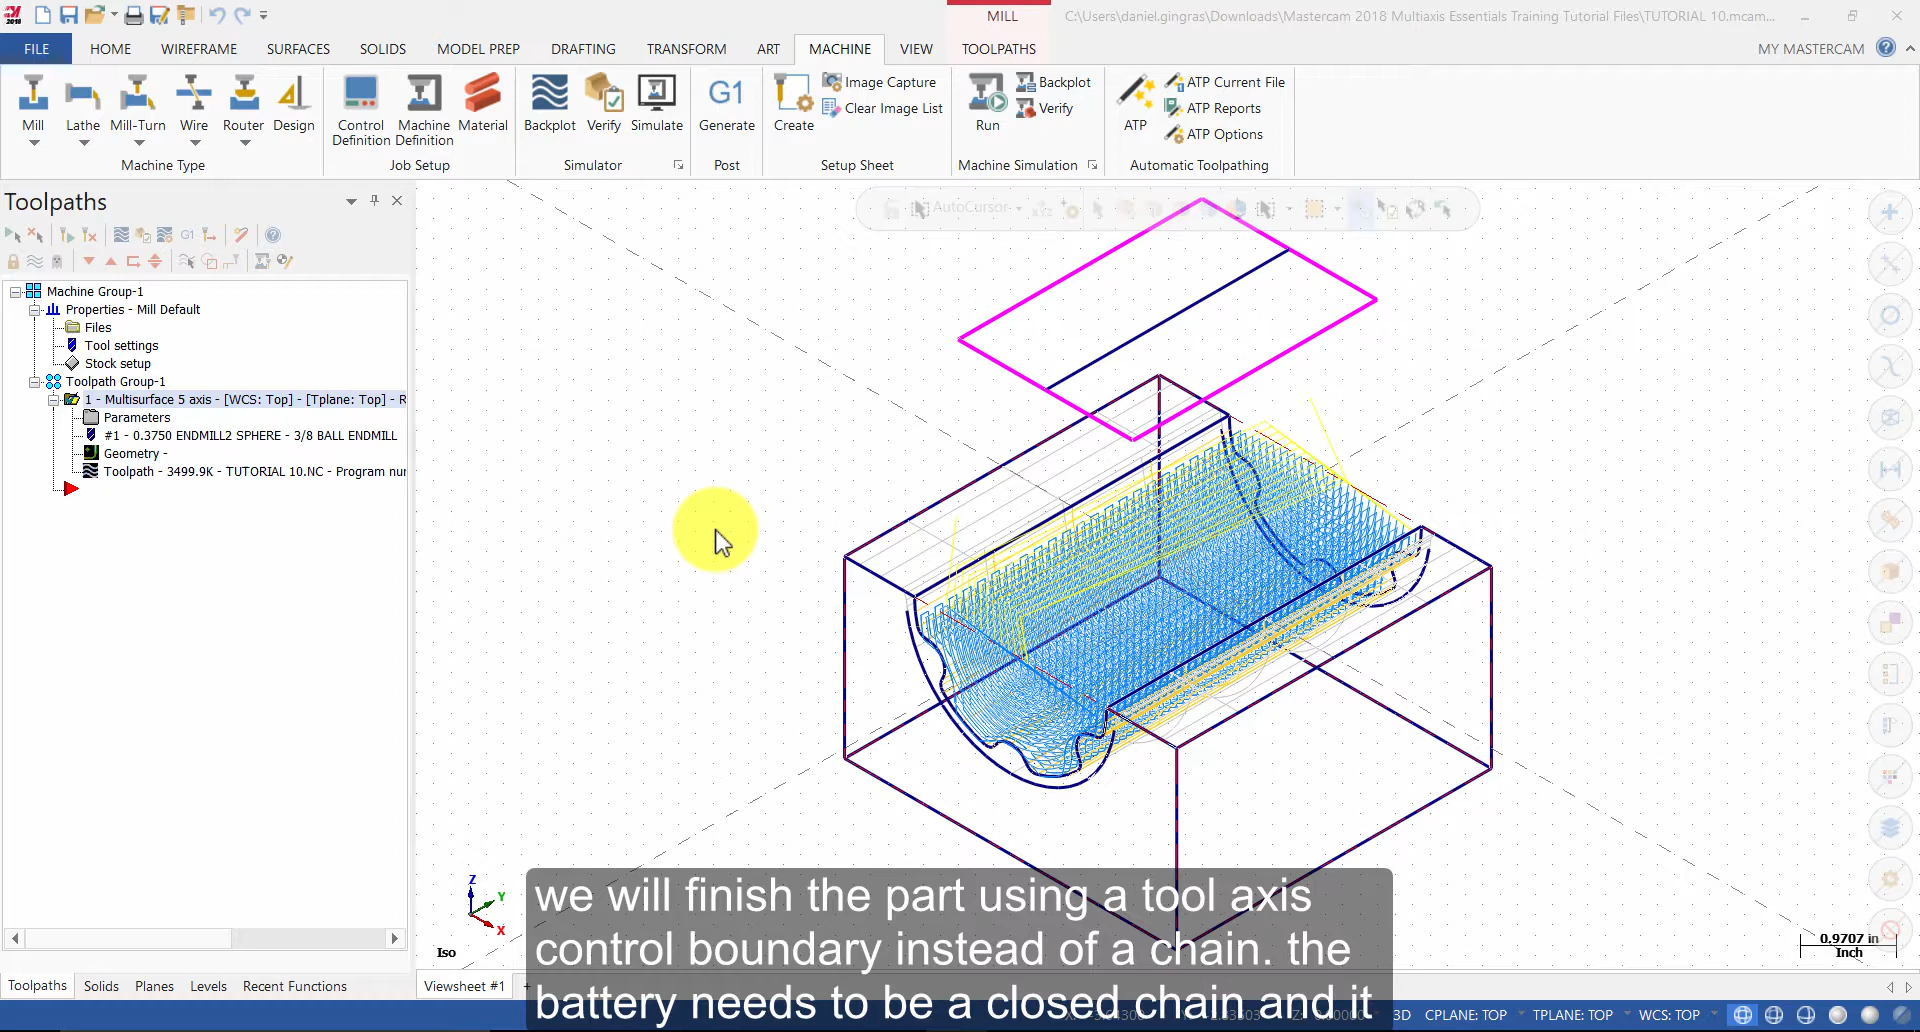 2018
MILL
C:\Users\daniel.gingras\Downloads\Mastercam 2018 Multiaxis Essentials Training Tutorial Files\TUTORIAL 10.mcam...
FILE HOME WIREFRAME SURFACES SOLIDS MODEL PREP DRAFTING TRANSFORM ART MACHINE VIEW TOOLPATHS MY MASTERCAM
Mill Lathe Mill-Turn Wire Router Design
Machine Type
Control Definition Machine Definition Material
Job Setup
Backplot Verify Simulate
Simulator
G1
Generate
Post
Create
Image Capture
Clear Image List
Setup Sheet
Run
Backplot
Verify
Machine Simulation
ATP
ATP Current File
ATP Reports
ATP Options
Automatic Toolpathing
Toolpaths
G1
AutoCursor
Machine Group-1
Properties - Mill Default
Files
Tool settings
Stock setup
Toolpath Group-1
1 - Multisurface 5 axis - [WCS: Top] - [Tplane: Top] - R
Parameters
#1 - 0.3750 ENDMILL2 SPHERE - 3/8 BALL ENDMILL
Geometry -
Toolpath - 3499.9K - TUTORIAL 10.NC - Program nur
Z
Y
X
Iso
0.9707 in
Inch
we will finish the part using a tool axis
control boundary instead of a chain. the
battery needs to be a closed chain and it
Toolpaths Solids Planes Levels Recent Functions
Viewsheet #1 +
3D CPLANE: TOP TPLANE: TOP WCS: TOP